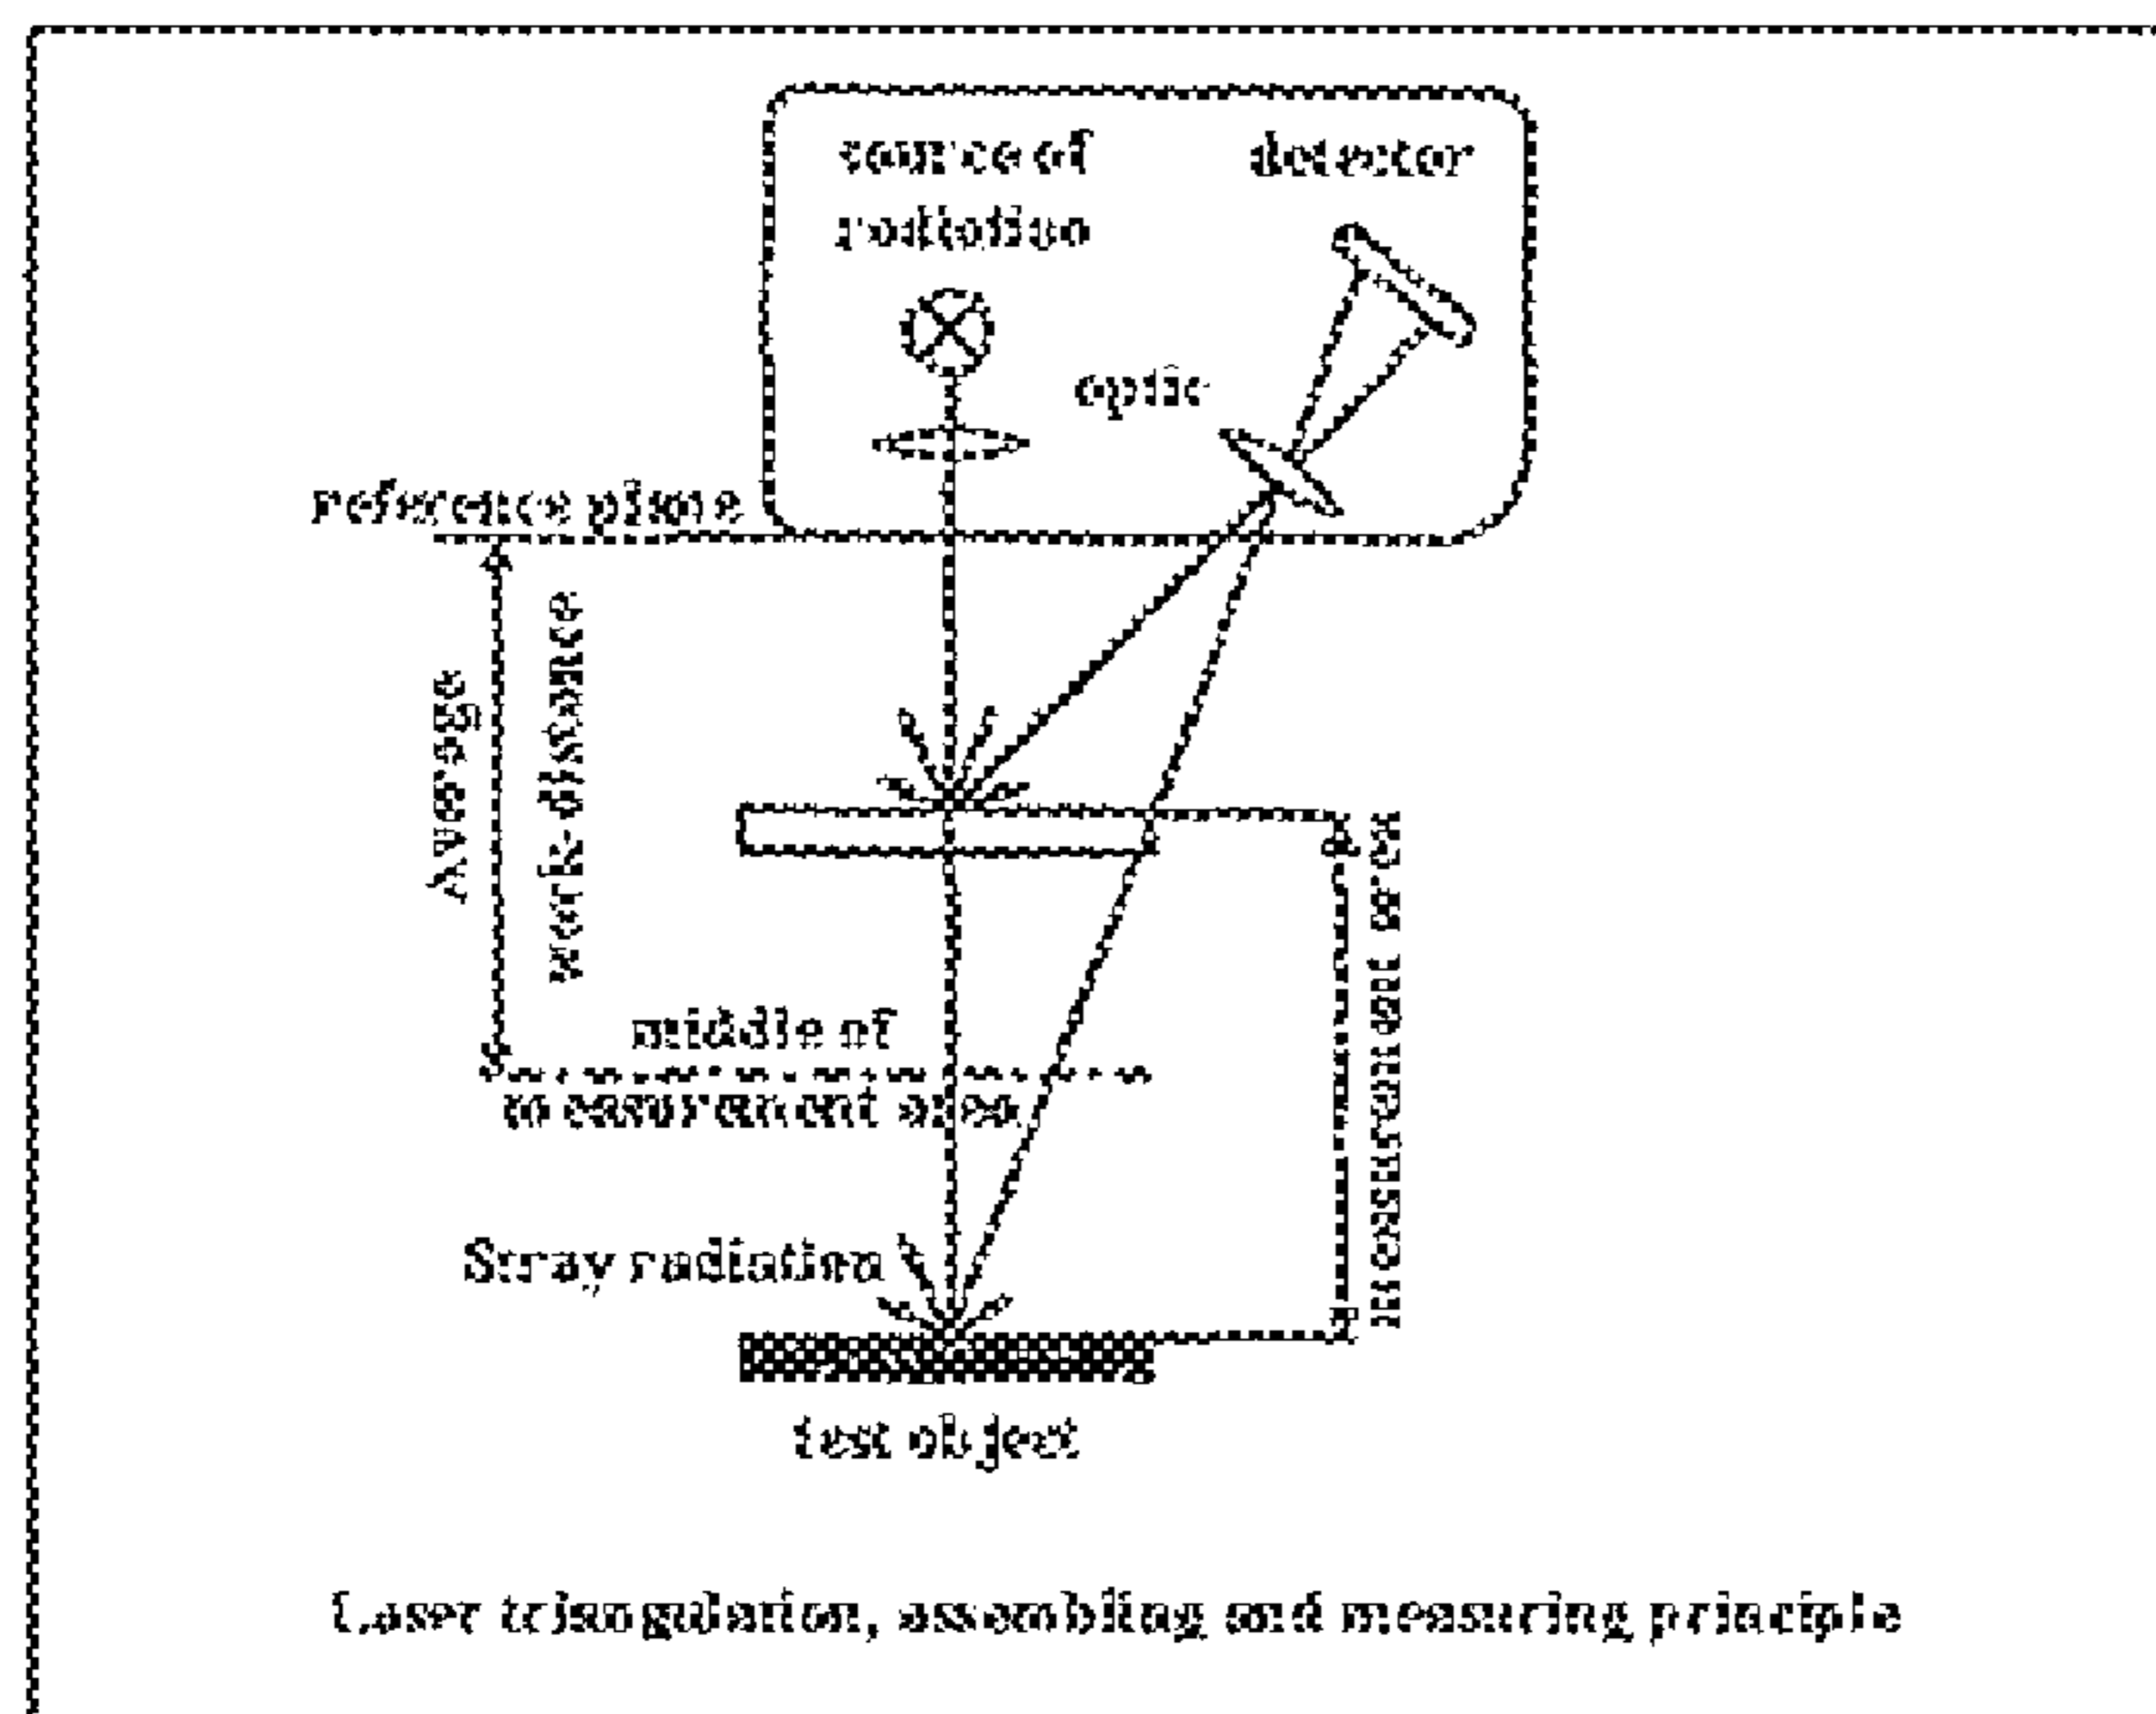 source of
radiation
detector
optic
reference plane
Average
work-distance
middle of
measurement area
measurement area
Stray radiation
test object
Laser triangulation, assembling and measuring principle